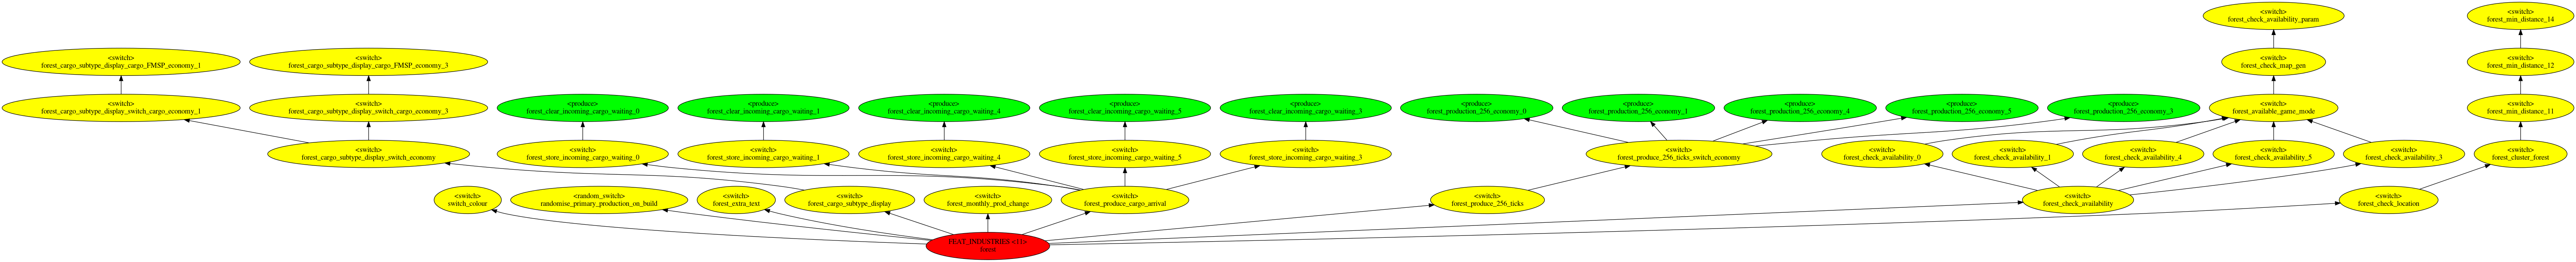 <switch>
forest_check_availability_param
<switch>
forest_min_distance_14
<switch>
forest_cargo_subtype_display_cargo_FMSP_economy_1
<switch>
forest_cargo_subtype_display_cargo_FMSP_economy_3
<switch>
forest_check_map_gen
<switch>
forest_min_distance_12
<switch>
forest_cargo_subtype_display_switch_cargo_economy_1
<switch>
forest_cargo_subtype_display_switch_cargo_economy_3
<produce>
forest_clear_incoming_cargo_waiting_0
<produce>
forest_clear_incoming_cargo_waiting_1
<produce>
forest_clear_incoming_cargo_waiting_4
<produce>
forest_clear_incoming_cargo_waiting_5
<produce>
forest_clear_incoming_cargo_waiting_3
<produce>
forest_production_256_economy_0
<produce>
forest_production_256_economy_1
<produce>
forest_production_256_economy_4
<produce>
forest_production_256_economy_5
<produce>
forest_production_256_economy_3
<switch>
forest_available_game_mode
<switch>
forest_min_distance_11
<switch>
forest_cargo_subtype_display_switch_economy
<switch>
forest_store_incoming_cargo_waiting_0
<switch>
forest_store_incoming_cargo_waiting_1
<switch>
forest_store_incoming_cargo_waiting_4
<switch>
forest_store_incoming_cargo_waiting_5
<switch>
forest_store_incoming_cargo_waiting_3
<switch>
forest_produce_256_ticks_switch_economy
<switch>
forest_check_availability_0
<switch>
forest_check_availability_1
<switch>
forest_check_availability_4
<switch>
forest_check_availability_5
<switch>
forest_check_availability_3
<switch>
forest_cluster_forest
<switch>
switch_colour
<random_switch>
randomise_primary_production_on_build
<switch>
forest_extra_text
<switch>
forest_cargo_subtype_display
<switch>
forest_monthly_prod_change
<switch>
forest_produce_cargo_arrival
<switch>
forest_produce_256_ticks
<switch>
forest_check_availability
<switch>
forest_check_location
FEAT_INDUSTRIES
forest